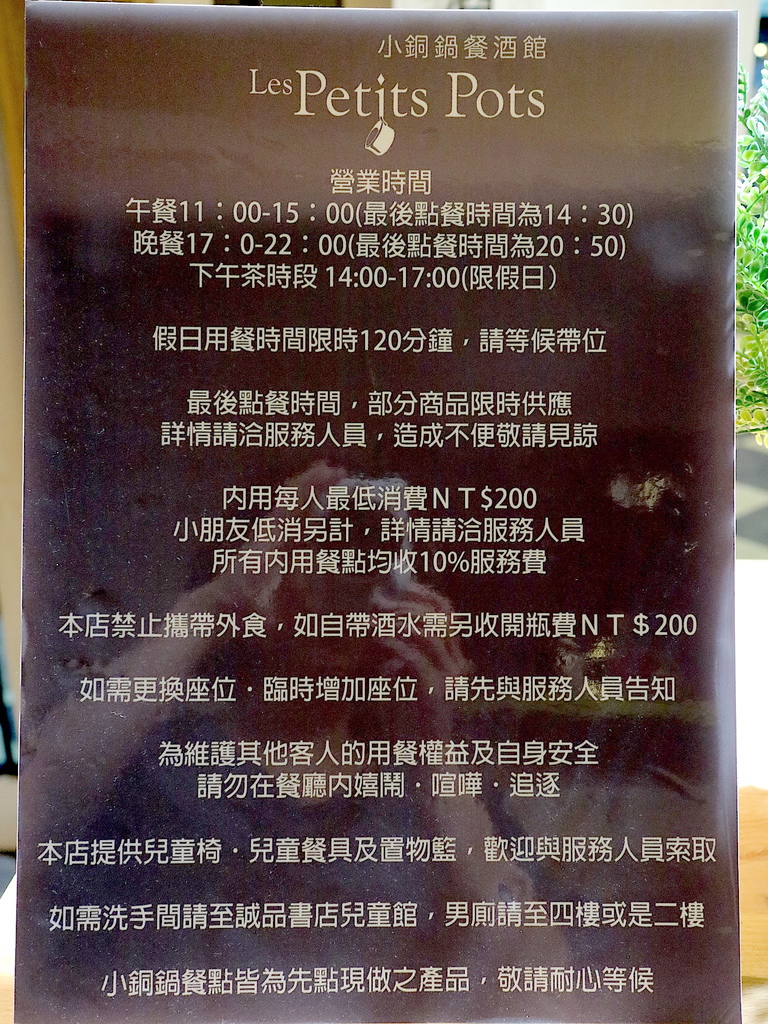 小銅鍋餐酒館
Les Petits Pots
營業時間
午餐11：00-15：00(最後點餐時間為14：30)
晚餐17：0-22：00(最後點餐時間為20：50)
下午茶時段 14:00-17:00(限假日）
假日用餐時間限時120分鐘，請等候帶位
最後點餐時間，部分商品限時供應
詳情請洽服務人員，造成不便敬請見諒
內用每人最低消費ＮＴ$200
小朋友低消另計，詳情請洽服務人員
所有內用餐點均收10%服務費
本店禁止攜帶外食，如自帶酒水需另收開瓶費ＮＴ＄200
如需更換座位．臨時增加座位，請先與服務人員告知
為維護其他客人的用餐權益及自身安全
請勿在餐廳內嬉鬧．喧嘩．追逐
本店提供兒童椅．兒童餐具及置物籃，歡迎與服務人員索取
如需洗手間請至誠品書店兒童館，男廁請至四樓或是二樓
小銅鍋餐點皆為先點現做之產品，敬請耐心等候